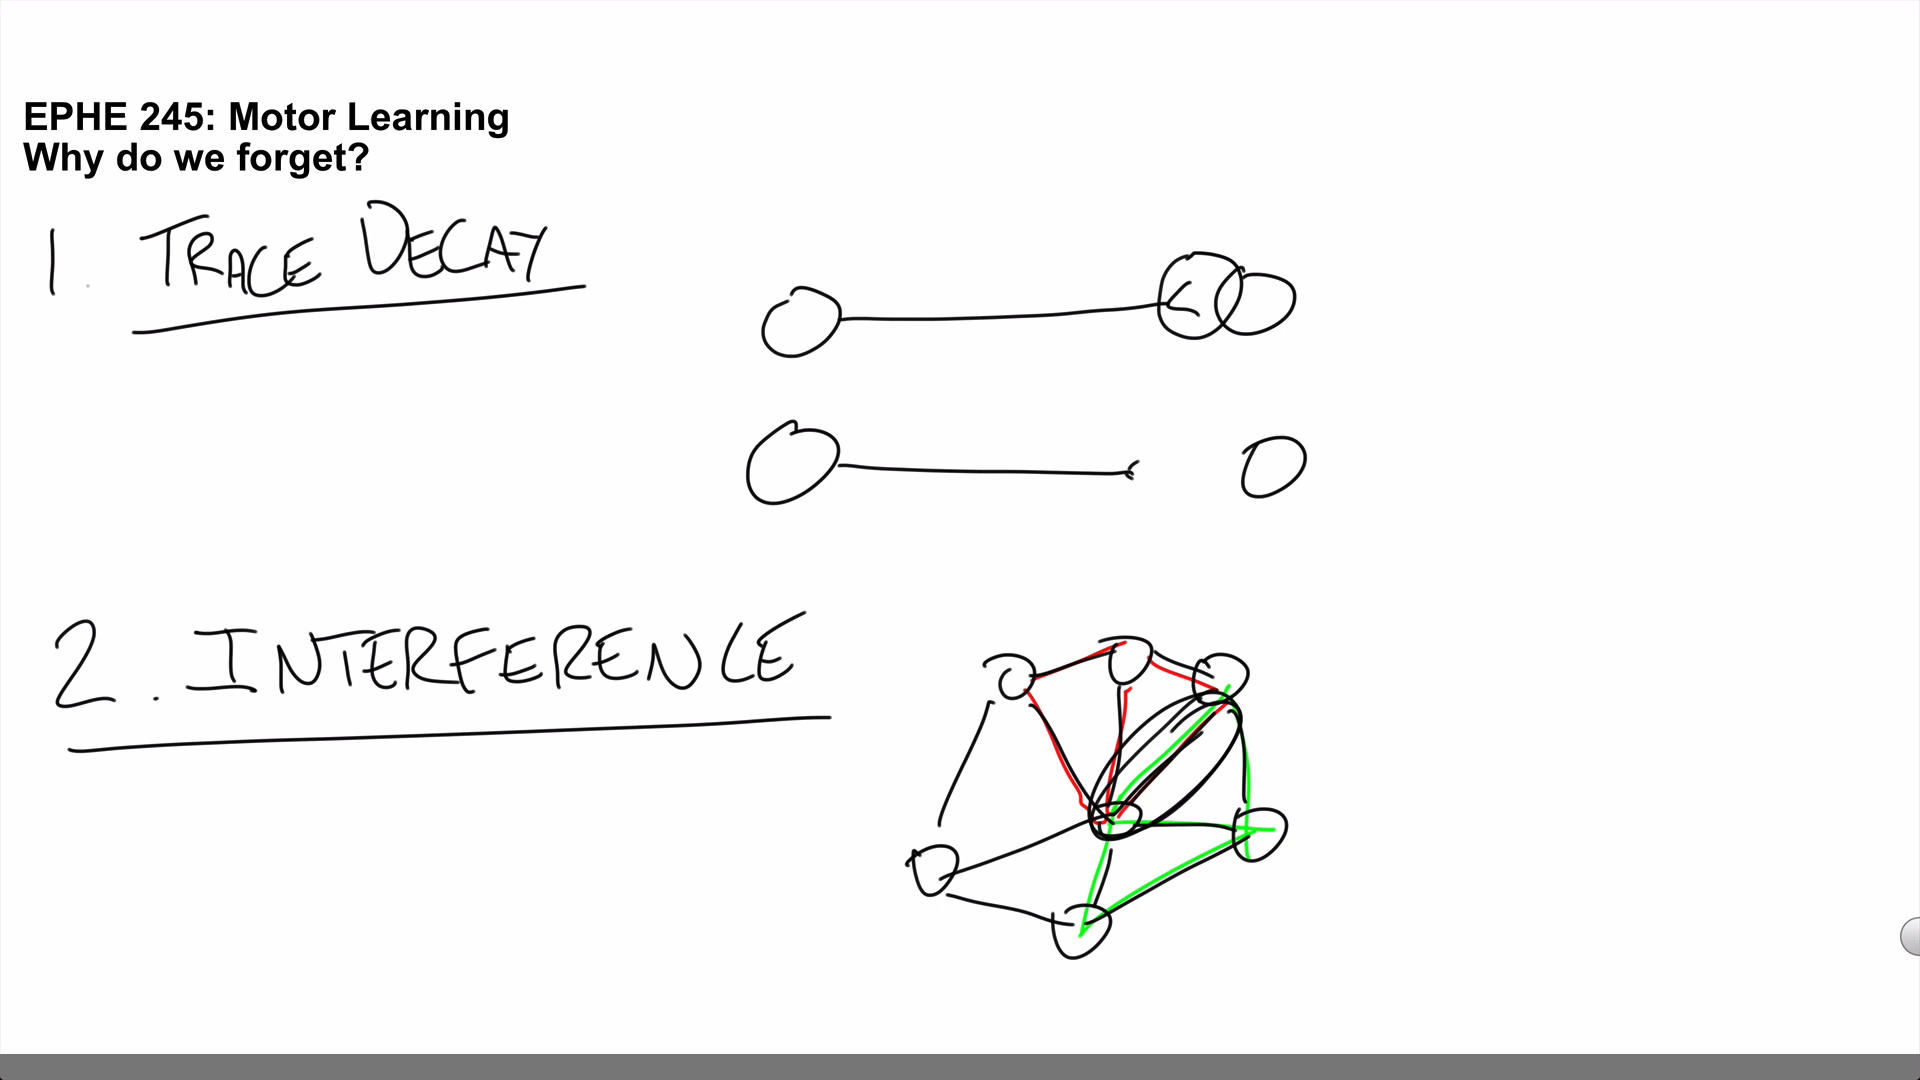 EPHE 245: Motor Learning
Why do we forget?
1. TRACE DECAY
2. INTERFERENCE